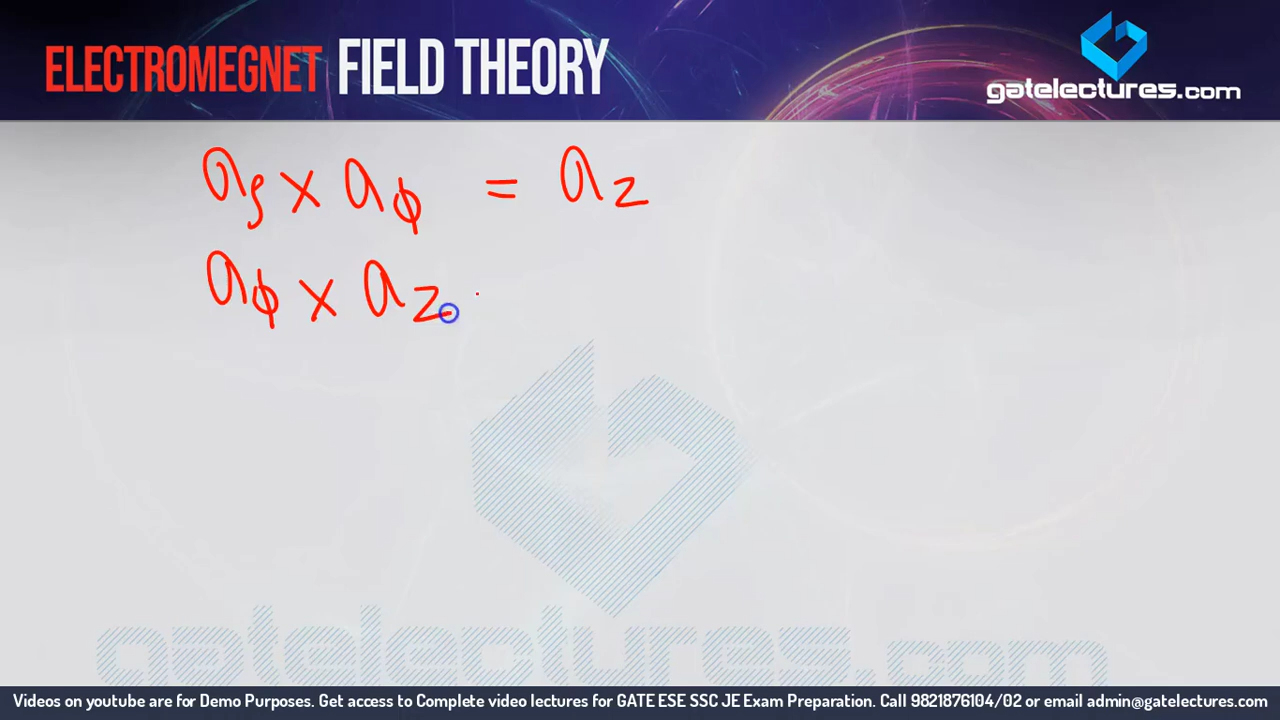 ELECTROMEGNET FIELD THEORY
gatelectures.com
aρ × aϕ = az
aϕ × az
gatelectures.com
Videos on youtube are for Demo Purposes. Get access to Complete video lectures for GATE ESE SSC JE Exam Preparation. Call 9821876104/02 or email admin@gatelectures.com